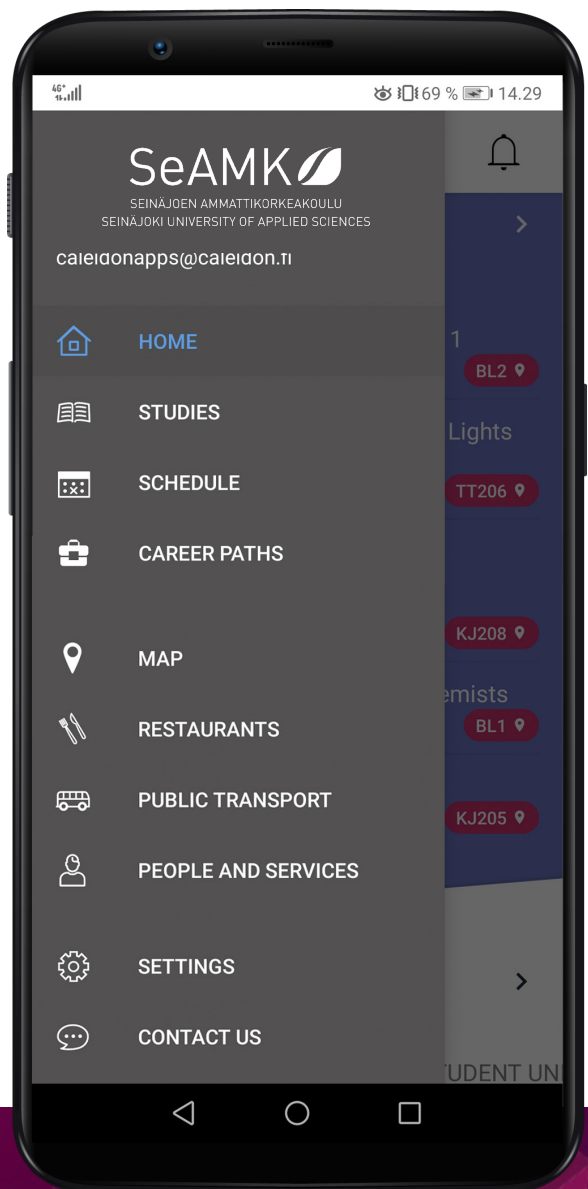 4G+
69 % 14.29
SeAMK
SEINÄJOEN AMMATTIKORKEAKOULU
SEINÄJOKI UNIVERSITY OF APPLIED SCIENCES
caleidonapps@caleidon.fi
HOME
1
BL2
STUDIES
Lights
SCHEDULE
TT206
CAREER PATHS
KJ208
MAP
emists
RESTAURANTS
BL1
PUBLIC TRANSPORT
KJ205
PEOPLE AND SERVICES
SETTINGS
CONTACT US
TUDENT UN